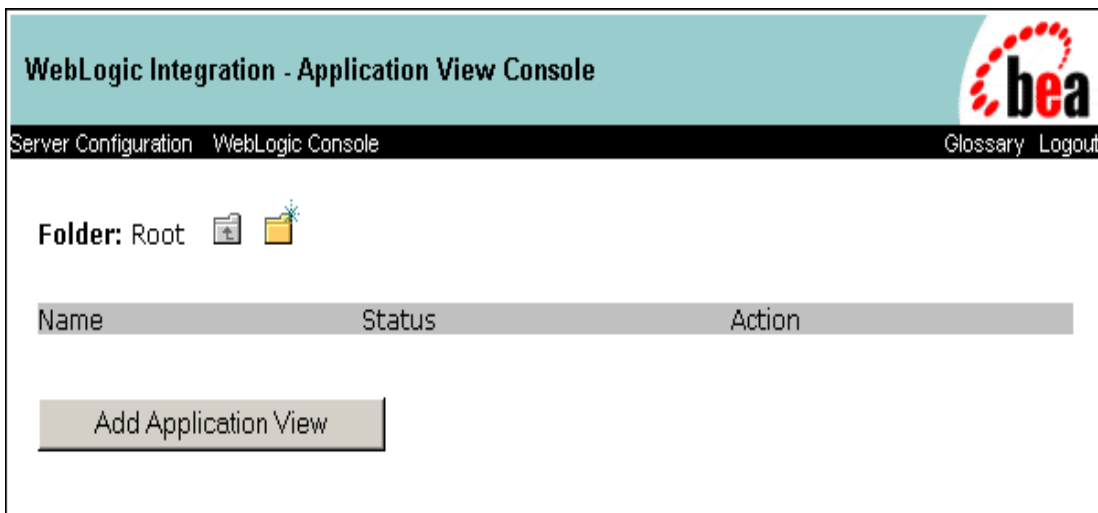 WebLogic Integration - Application View Console
bea
Server Configuration WebLogic Console Glossary Logout
Folder: Root
Name Status Action
Add Application View